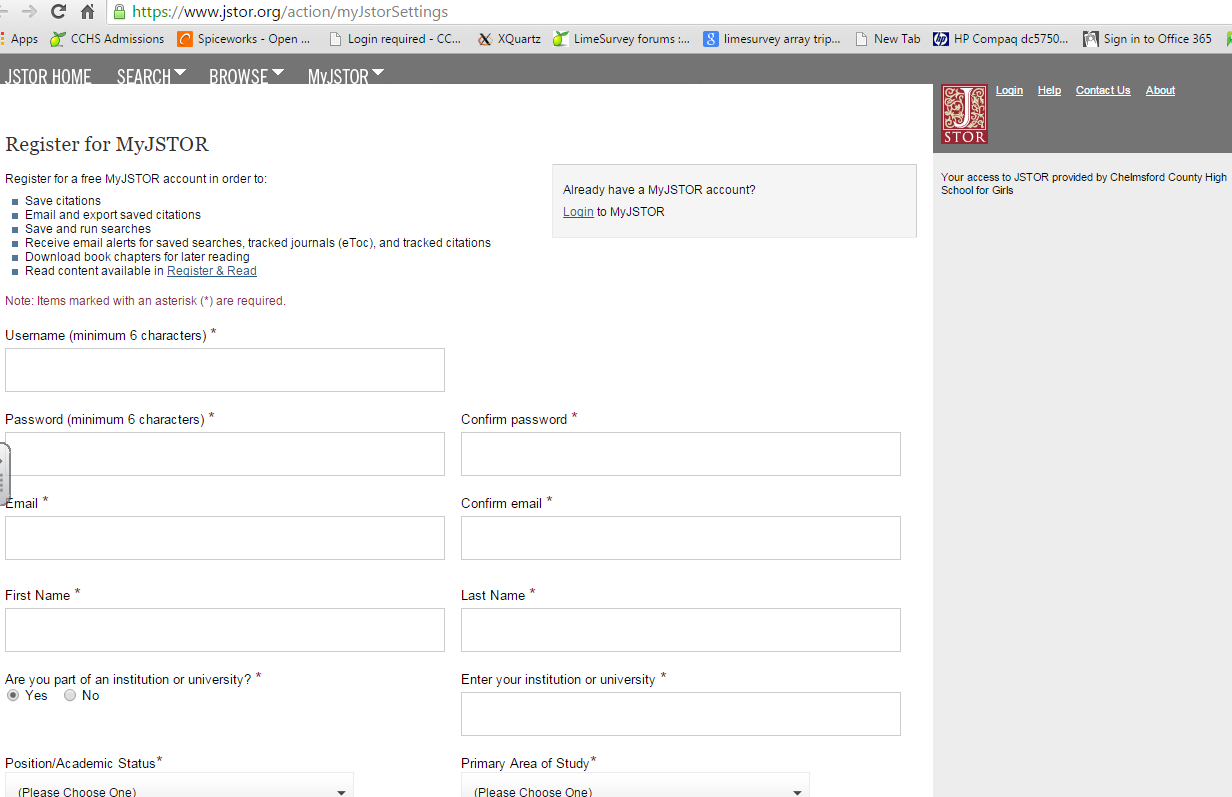 https://www.jstor.org/action/myJstorSettings
Apps CCHS Admissions Spiceworks - Open ... Login required - CC... XQuartz LimeSurvey forums :... limesurvey array trip... New Tab HP Compaq dc5750... Sign in to Office 365
JSTOR HOME SEARCH BROWSE MyJSTOR
JSTOR
Login Help Contact Us About
Your access to JSTOR provided by Chelmsford County High
School for Girls
Register for MyJSTOR
Register for a free MyJSTOR account in order to:
Save citations
Email and export saved citations
Save and run searches
Receive email alerts for saved searches, tracked journals (eToc), and tracked citations
Download book chapters for later reading
Read content available in Register & Read
Already have a MyJSTOR account?
Login to MyJSTOR
Note: Items marked with an asterisk (*) are required.
Username (minimum 6 characters) *
Password (minimum 6 characters) * Confirm password *
Email * Confirm email *
First Name * Last Name *
Are you part of an institution or university? * Enter your institution or university *
Yes No
Position/Academic Status* Primary Area of Study*
(Please Choose One) (Please Choose One)